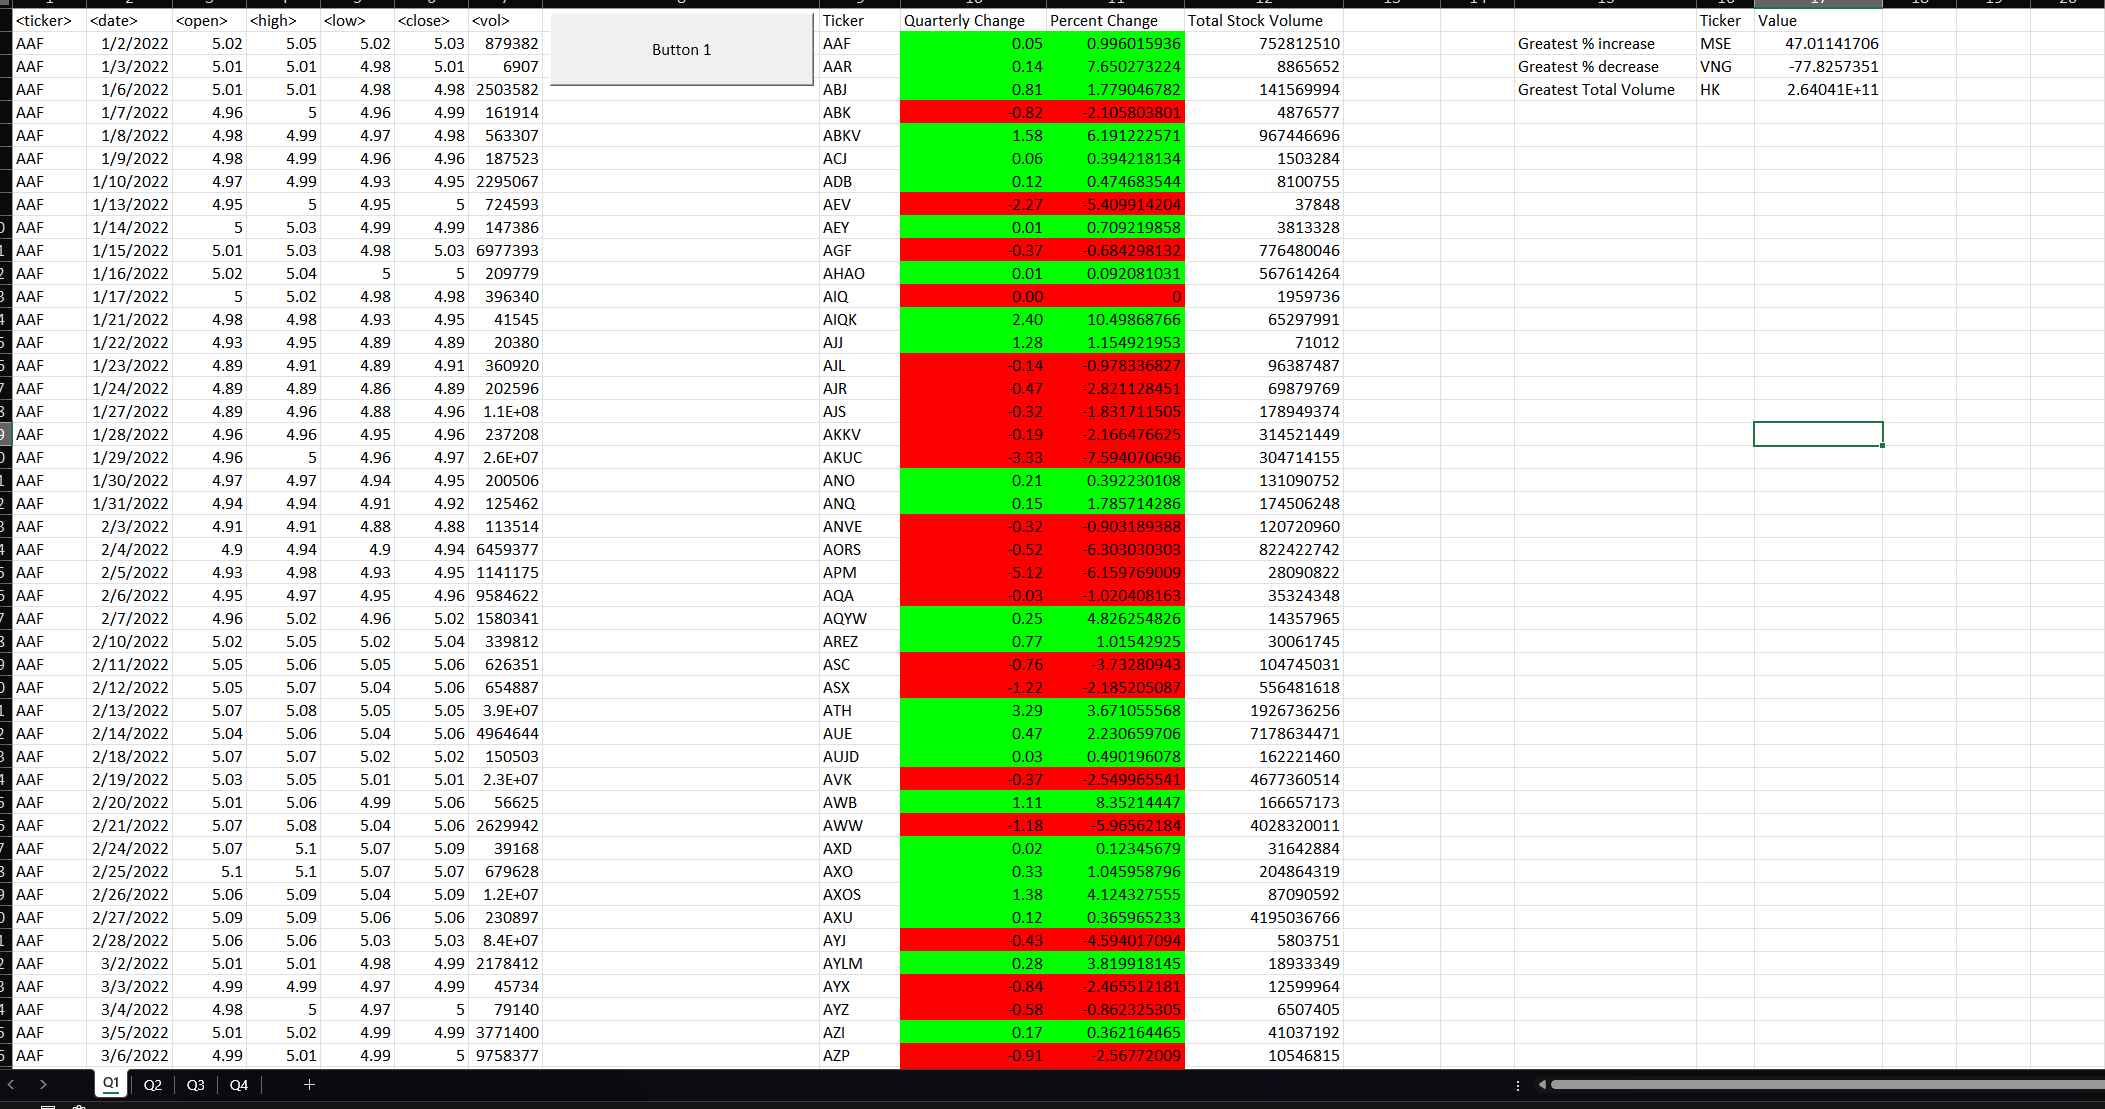 <ticker> <date> <open> <high> <low> <close> <vol> Ticker Quarterly Change Percent Change Total Stock Volume Ticker Value
AAF 1/2/2022 5.02 5.05 5.02 5.03 879382 Button 1 AAF 0.05 0.996015936 752812510 Greatest % increase MSE 47.01141706
AAF 1/3/2022 5.01 5.01 4.98 5.01 6907 AAR 0.14 7.650273224 8865652 Greatest % decrease VNG -77.8257351
AAF 1/6/2022 5.01 5.01 4.98 4.98 2503582 ABJ 0.81 1.779046782 141569994 Greatest Total Volume HK 2.64041E+11
AAF 1/7/2022 4.96 5 4.96 4.99 161914 ABK -0.82 -2.105803801 4876577
AAF 1/8/2022 4.98 4.99 4.97 4.98 563307 ABKV 1.58 6.191222571 967446696
AAF 1/9/2022 4.98 4.99 4.96 4.96 187523 ACJ 0.06 0.394218134 1503284
AAF 1/10/2022 4.97 4.99 4.93 4.95 2295067 ADB 0.12 0.474683544 8100755
AAF 1/13/2022 4.95 5 4.95 5 724593 AEV -2.27 -5.409914204 37848
AAF 1/14/2022 5 5.03 4.99 4.99 147386 AEY 0.01 0.709219858 3813328
AAF 1/15/2022 5.01 5.03 4.98 5.03 6977393 AGF -0.37 -0.684298132 776480046
AAF 1/16/2022 5.02 5.04 5 5 209779 AHAO 0.01 0.092081031 567614264
AAF 1/17/2022 5 5.02 4.98 4.98 396340 AIQ 0.00 0 1959736
AAF 1/21/2022 4.98 4.98 4.93 4.95 41545 AIQK 2.40 10.49868766 65297991
AAF 1/22/2022 4.93 4.95 4.89 4.89 20380 AJJ 1.28 1.154921953 71012
AAF 1/23/2022 4.89 4.91 4.89 4.91 360920 AJL -0.14 -0.978336827 96387487
AAF 1/24/2022 4.89 4.89 4.86 4.89 202596 AJR -0.47 -2.821128451 69879769
AAF 1/27/2022 4.89 4.96 4.88 4.96 1.1E+08 AJS -0.32 -1.831711505 178949374
AAF 1/28/2022 4.96 4.96 4.95 4.96 237208 AKKV -0.19 -2.166476625 314521449
AAF 1/29/2022 4.96 5 4.96 4.97 2.6E+07 AKUC -3.33 -7.594070696 304714155
AAF 1/30/2022 4.97 4.97 4.94 4.95 200506 ANO 0.21 0.392230108 131090752
AAF 1/31/2022 4.94 4.94 4.91 4.92 125462 ANQ 0.15 1.785714286 174506248
AAF 2/3/2022 4.91 4.91 4.88 4.88 113514 ANVE -0.32 -0.903189388 120720960
AAF 2/4/2022 4.9 4.94 4.9 4.94 6459377 AORS -0.52 -6.303030303 822422742
AAF 2/5/2022 4.93 4.98 4.93 4.95 1141175 APM -5.12 -6.159769009 28090822
AAF 2/6/2022 4.95 4.97 4.95 4.96 9584622 AQA -0.03 -1.020408163 35324348
AAF 2/7/2022 4.96 5.02 4.96 5.02 1580341 AQYW 0.25 4.826254826 14357965
AAF 2/10/2022 5.02 5.05 5.02 5.04 339812 AREZ 0.77 1.01542925 30061745
AAF 2/11/2022 5.05 5.06 5.05 5.06 626351 ASC -0.76 -3.73280943 104745031
AAF 2/12/2022 5.05 5.07 5.04 5.06 654887 ASX -1.22 -2.185205087 556481618
AAF 2/13/2022 5.07 5.08 5.05 5.05 3.9E+07 ATH 3.29 3.671055568 1926736256
AAF 2/14/2022 5.04 5.06 5.04 5.06 4964644 AUE 0.47 2.230659706 7178634471
AAF 2/18/2022 5.07 5.07 5.02 5.02 150503 AUJD 0.03 0.490196078 162221460
AAF 2/19/2022 5.03 5.05 5.01 5.01 2.3E+07 AVK -0.37 -2.549965541 4677360514
AAF 2/20/2022 5.01 5.06 4.99 5.06 56625 AWB 1.11 8.35214447 166657173
AAF 2/21/2022 5.07 5.08 5.04 5.06 2629942 AWW -1.18 -5.96562184 4028320011
AAF 2/24/2022 5.07 5.1 5.07 5.09 39168 AXD 0.02 0.12345679 31642884
AAF 2/25/2022 5.1 5.1 5.07 5.07 679628 AXO 0.33 1.045958796 204864319
AAF 2/26/2022 5.06 5.09 5.04 5.09 1.2E+07 AXOS 1.38 4.124327555 87090592
AAF 2/27/2022 5.09 5.09 5.06 5.06 230897 AXU 0.12 0.365965233 4195036766
AAF 2/28/2022 5.06 5.06 5.03 5.03 8.4E+07 AYJ -0.43 -4.594017094 5803751
AAF 3/2/2022 5.01 5.01 4.98 4.99 2178412 AYLM 0.28 3.819918145 18933349
AAF 3/3/2022 4.99 4.99 4.97 4.99 45734 AYX -0.84 -2.465512181 12599964
AAF 3/4/2022 4.98 5 4.97 5 79140 AYZ -0.58 -0.862325305 6507405
AAF 3/5/2022 5.01 5.02 4.99 4.99 3771400 AZI 0.17 0.362164465 41037192
AAF 3/6/2022 4.99 5.01 4.99 5 9758377 AZP -0.91 -2.56772009 10546815
Q1 Q2 Q3 Q4